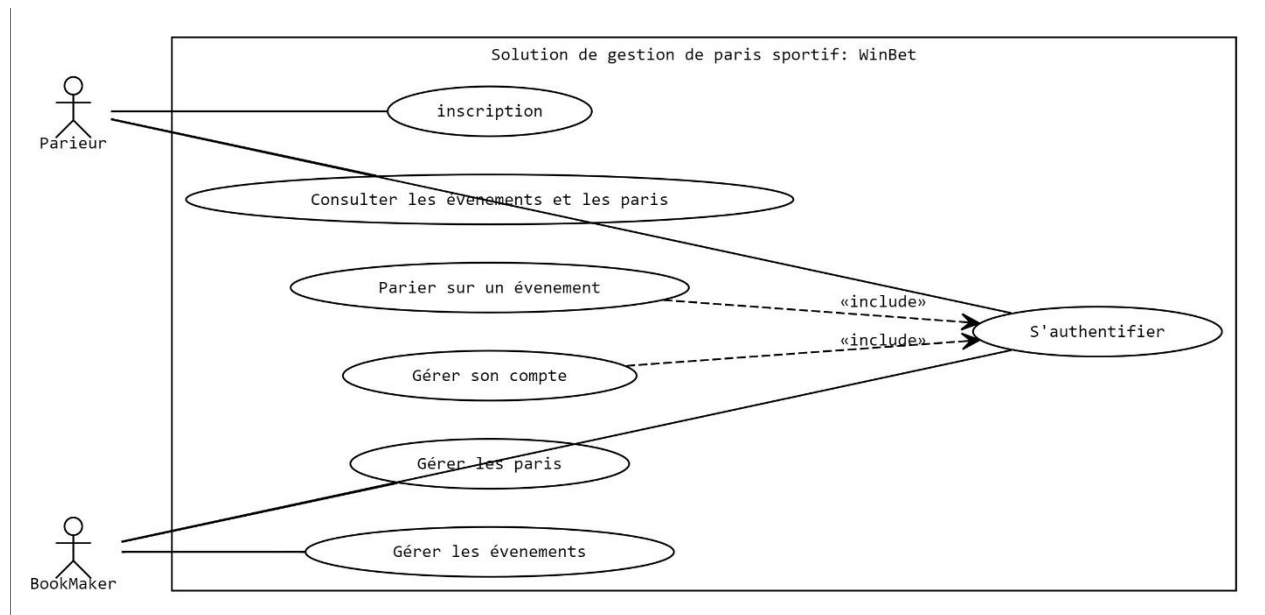 Solution de gestion de paris sportif: WinBet
Parieur
inscription
Consulter les évenements et les paris
Parier sur un évenement
«include»
S'authentifier
«include»
Gérer son compte
Gérer les paris
Gérer les évenements
BookMaker